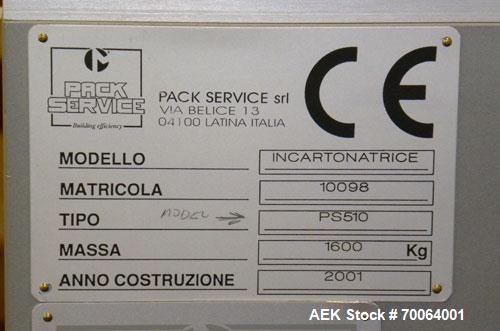 PACK
SERVICE
Building efficiency
PACK SERVICE srl
VIA BELICE 13
04100 LATINA ITALIA
CE
MODELLO INCARTONATRICE
MATRICOLA 10098
TIPO MODEL → PS510
MASSA 1600 Kg
ANNO COSTRUZIONE 2001
AEK Stock # 70064001